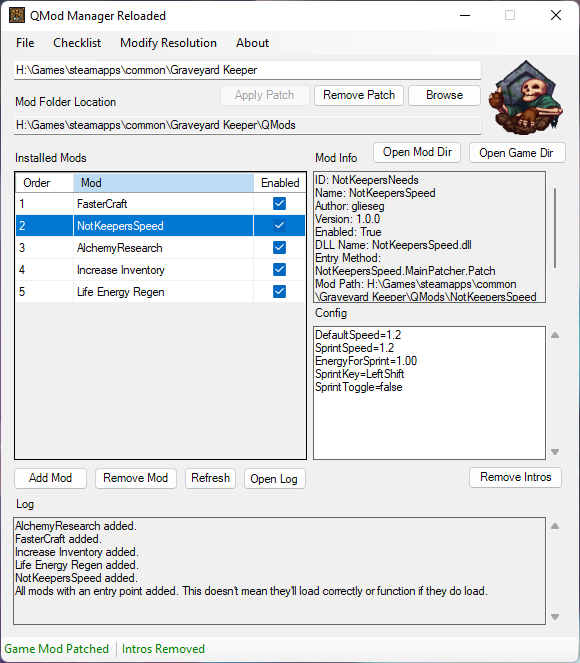 QMod Manager Reloaded
File Checklist Modify Resolution About
H:\Games\steamapps\common\Graveyard Keeper
Mod Folder Location
Apply Patch Remove Patch Browse
H:\Games\steamapps\common\Graveyard Keeper\QMods
Installed Mods
Mod Info Open Mod Dir Open Game Dir
Order Mod Enabled
1 FasterCraft
2 NotKeepersSpeed
3 AlchemyResearch
4 Increase Inventory
5 Life Energy Regen
ID: NotKeepersNeeds
Name: NotKeepersSpeed
Author: glieseg
Version: 1.0.0
Enabled: True
DLL Name: NotKeepersSpeed.dll
Entry Method:
NotKeepersSpeed.MainPatcher.Patch
Mod Path: H:\Games\steamapps\common
\Graveyard Keeper\QMods\NotKeepersSpeed
Config
DefaultSpeed=1.2
SprintSpeed=1.2
EnergyForSprint=1.00
SprintKey=LeftShift
SprintToggle=false
Add Mod Remove Mod Refresh Open Log Remove Intros
Log
AlchemyResearch added.
FasterCraft added.
Increase Inventory added.
Life Energy Regen added.
NotKeepersSpeed added.
All mods with an entry point added. This doesn't mean they'll load correctly or function if they do load.
Game Mod Patched Intros Removed